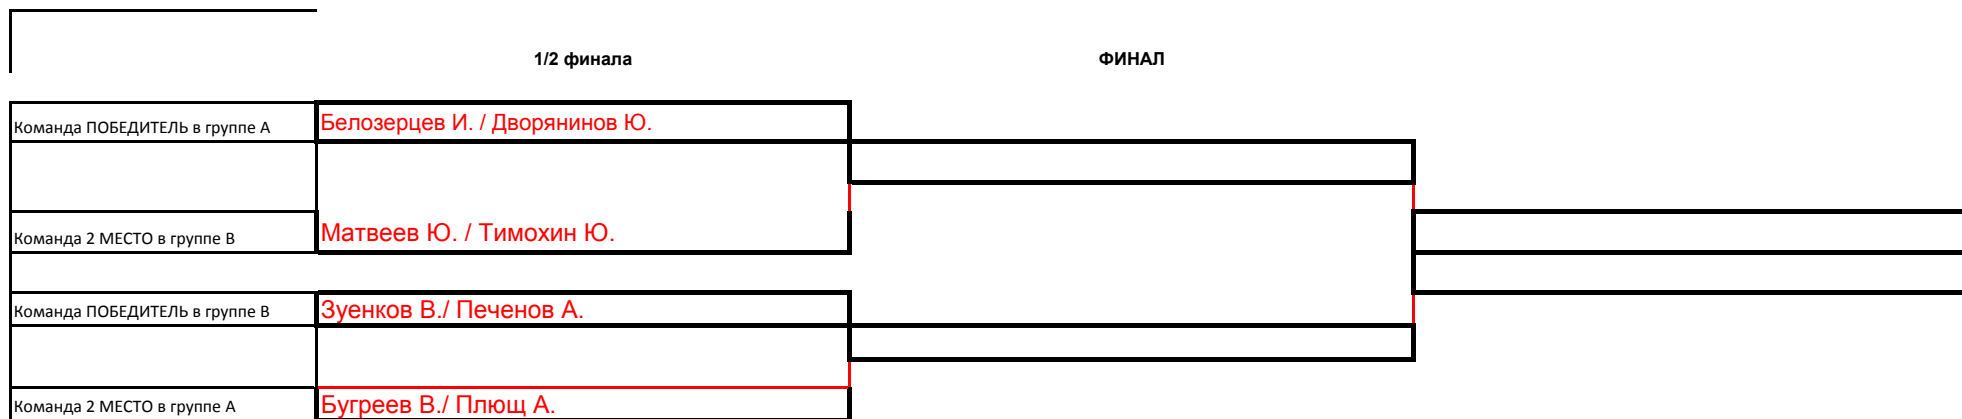 1/2 финала ФИНАЛ
Команда ПОБЕДИТЕЛЬ в группе А Белозерцев И. / Дворянинов Ю.
Команда 2 МЕСТО в группе В Матвеев Ю. / Тимохин Ю.
Команда ПОБЕДИТЕЛЬ в группе В Зуенков В./ Печенов А.
Команда 2 МЕСТО в группе А Бугреев В./ Плющ А.